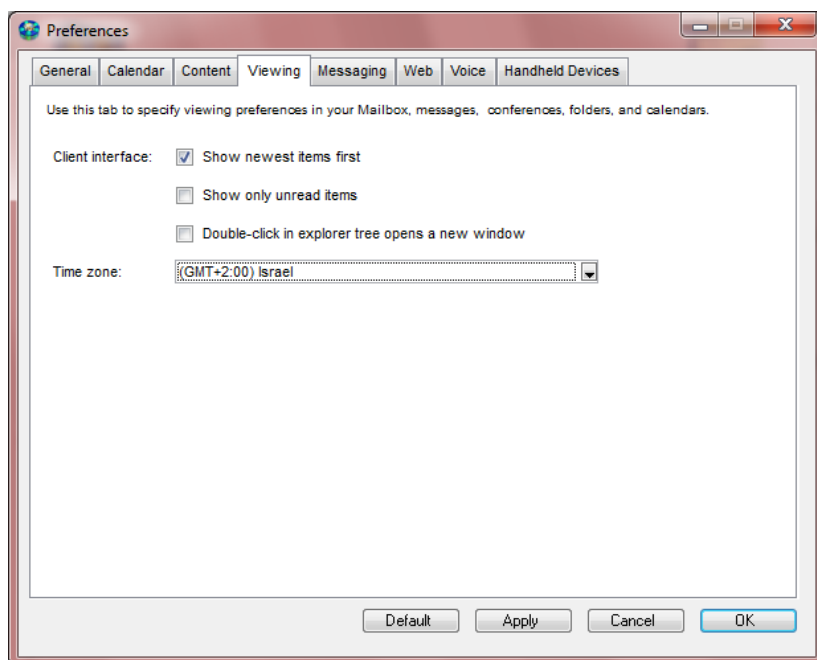 Preferences
General Calendar Content Viewing Messaging Web Voice Handheld Devices
Use this tab to specify viewing preferences in your Mailbox, messages, conferences, folders, and calendars.
Client interface: Show newest items first
Show only unread items
Double-click in explorer tree opens a new window
Time zone: (GMT+2:00) Israel
Default Apply Cancel OK